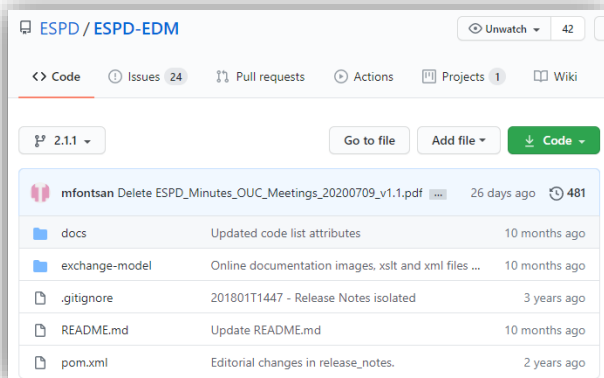 ESPD / ESPD-EDM
Unwatch 42
Code Issues 24 Pull requests Actions Projects 1 Wiki
2.1.1 Go to file Add file Code
mfontsan Delete ESPD_Minutes_OUC_Meetings_20200709_v1.1.pdf ... 26 days ago 481
docs Updated code list attributes 10 months ago
exchange-model Online documentation images, xslt and xml files ... 10 months ago
.gitignore 201801T1447 - Release Notes isolated 3 years ago
README.md Update README.md 10 months ago
pom.xml Editorial changes in release_notes. 2 years ago